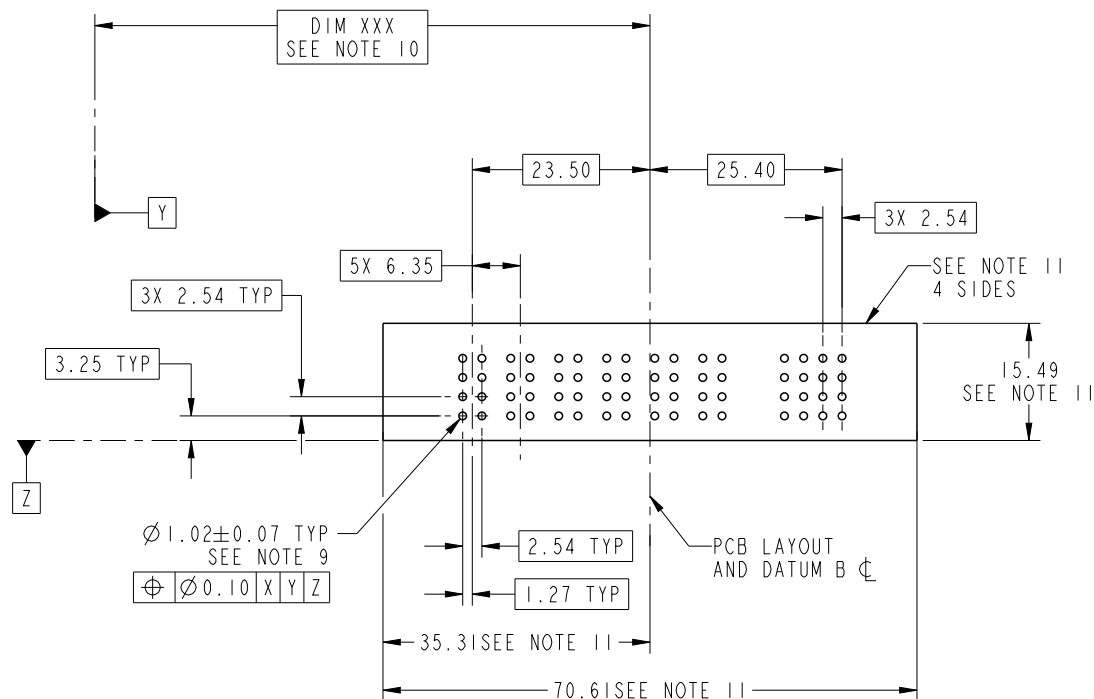 DIM XXX
SEE NOTE 10
23.50
25.40
Y
3X 2.54
5X 6.35
SEE NOTE 11
4 SIDES
3X 2.54 TYP
3.25 TYP
15.49
SEE NOTE 11
Z
Ø1.02±0.07 TYP
SEE NOTE 9
⌖ Ø0.10 X Y Z
2.54 TYP
1.27 TYP
PCB LAYOUT
AND DATUM B ℄
35.31 SEE NOTE 11
70.61 SEE NOTE 11